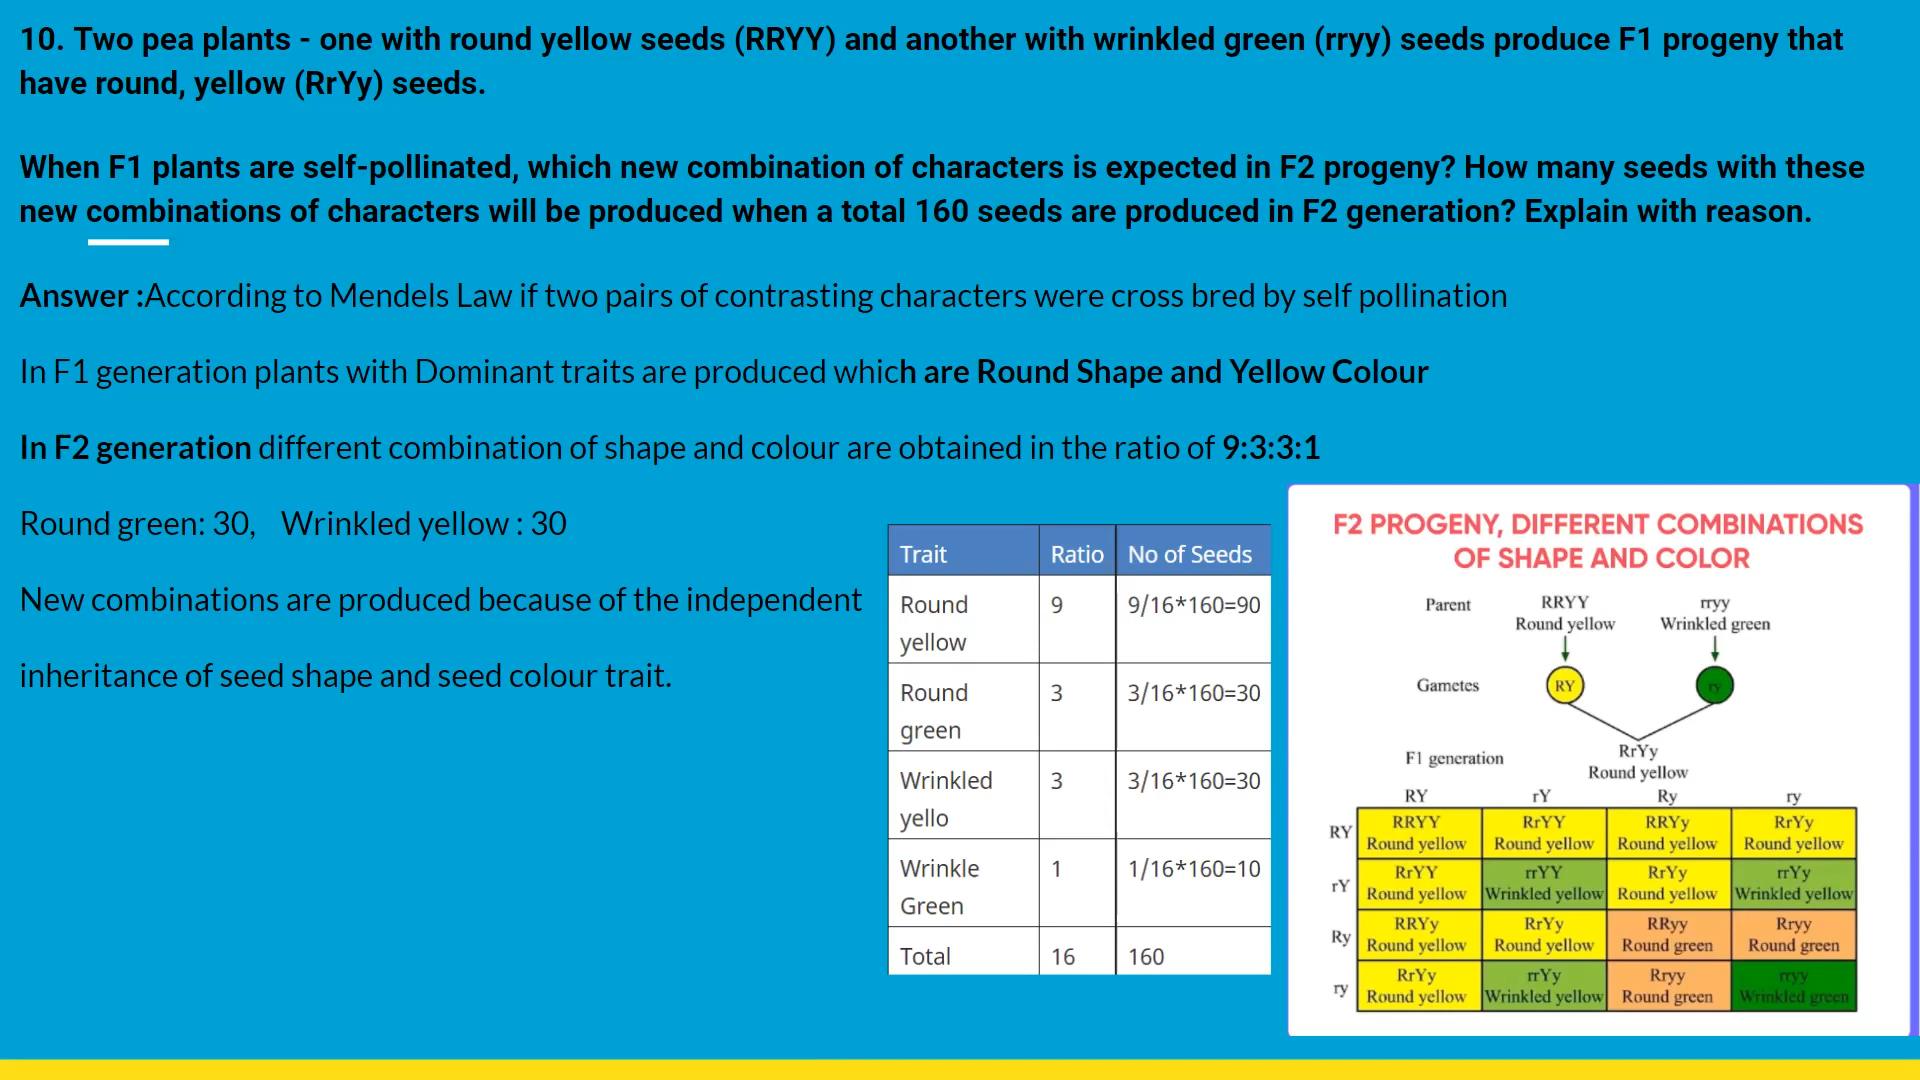 10. Two pea plants - one with round yellow seeds (RRYY) and another with wrinkled green (rryy) seeds produce F1 progeny that
have round, yellow (RrYy) seeds.
When F1 plants are self-pollinated, which new combination of characters is expected in F2 progeny? How many seeds with these
new combinations of characters will be produced when a total 160 seeds are produced in F2 generation? Explain with reason.
Answer :According to Mendels Law if two pairs of contrasting characters were cross bred by self pollination
In F1 generation plants with Dominant traits are produced which are Round Shape and Yellow Colour
In F2 generation different combination of shape and colour are obtained in the ratio of 9:3:3:1
Round green: 30, Wrinkled yellow : 30
New combinations are produced because of the independent
inheritance of seed shape and seed colour trait.
Trait Ratio No of Seeds
Round 9 9/16*160=90
yellow
Round 3 3/16*160=30
green
Wrinkled 3 3/16*160=30
yello
Wrinkle 1 1/16*160=10
Green
Total 16 160
F2 PROGENY, DIFFERENT COMBINATIONS
OF SHAPE AND COLOR
Parent RRYY rryy
Round yellow Wrinkled green
Gametes RY ry
F1 generation RrYy
Round yellow
RY rY Ry ry
RY RRYY RrYY RRYy RrYy
Round yellow Round yellow Round yellow Round yellow
rY RrYY rrYY RrYy rrYy
Round yellow Wrinkled yellow Round yellow Wrinkled yellow
Ry RRYy RrYy RRyy Rryy
Round yellow Round yellow Round green Round green
ry RrYy rrYy Rryy rryy
Round yellow Wrinkled yellow Round green Wrinkled green